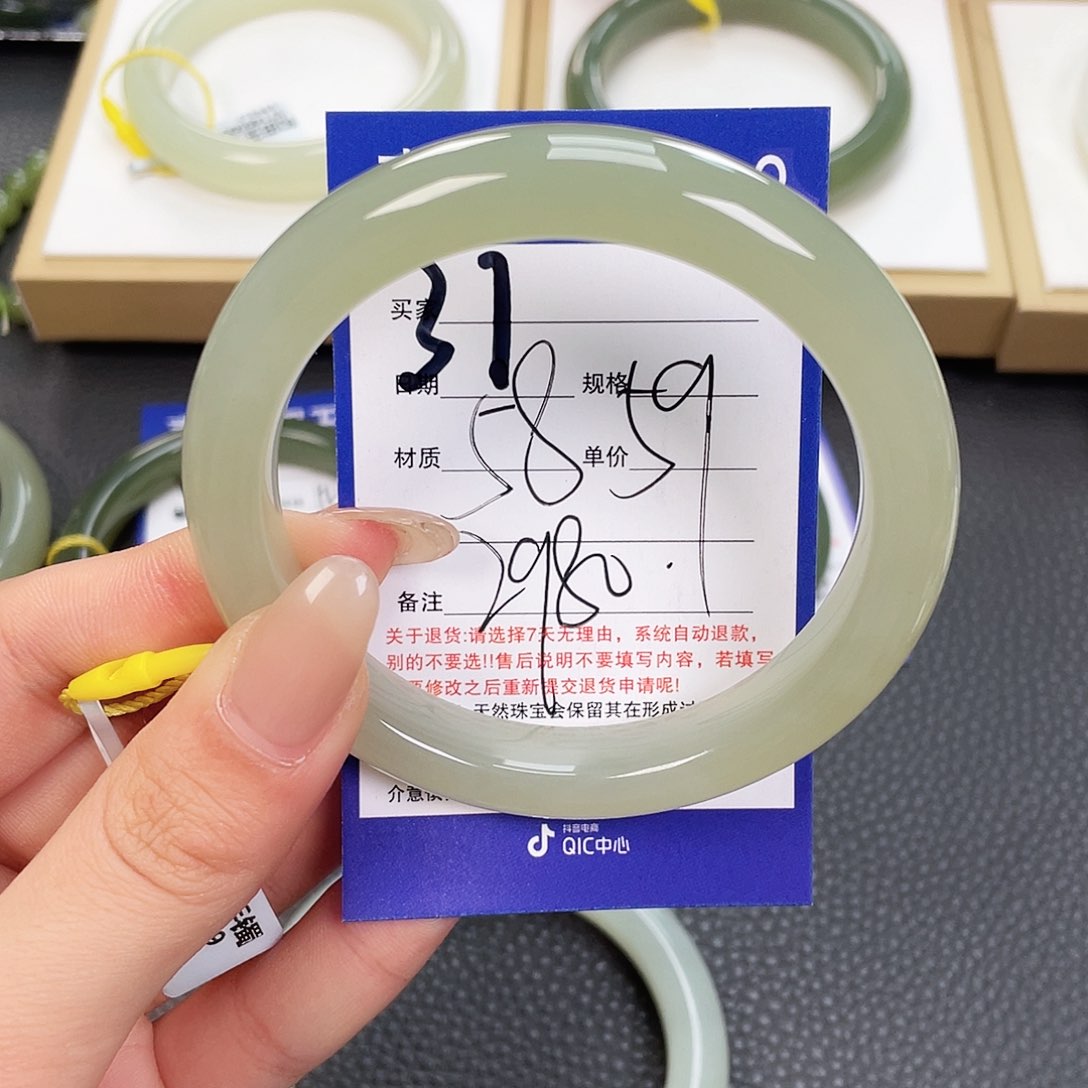 31
买家
日期 规格
58 59
材质 单价
2980.
备注
关于退货:请选择7天无理由，系统自动退款，
别的不要选!!售后说明不要填写内容，若填写
要修改之后重新提交退货申请呢!
天然珠宝会保留其在形成过
介意慎
抖音电商
QIC中心
镯